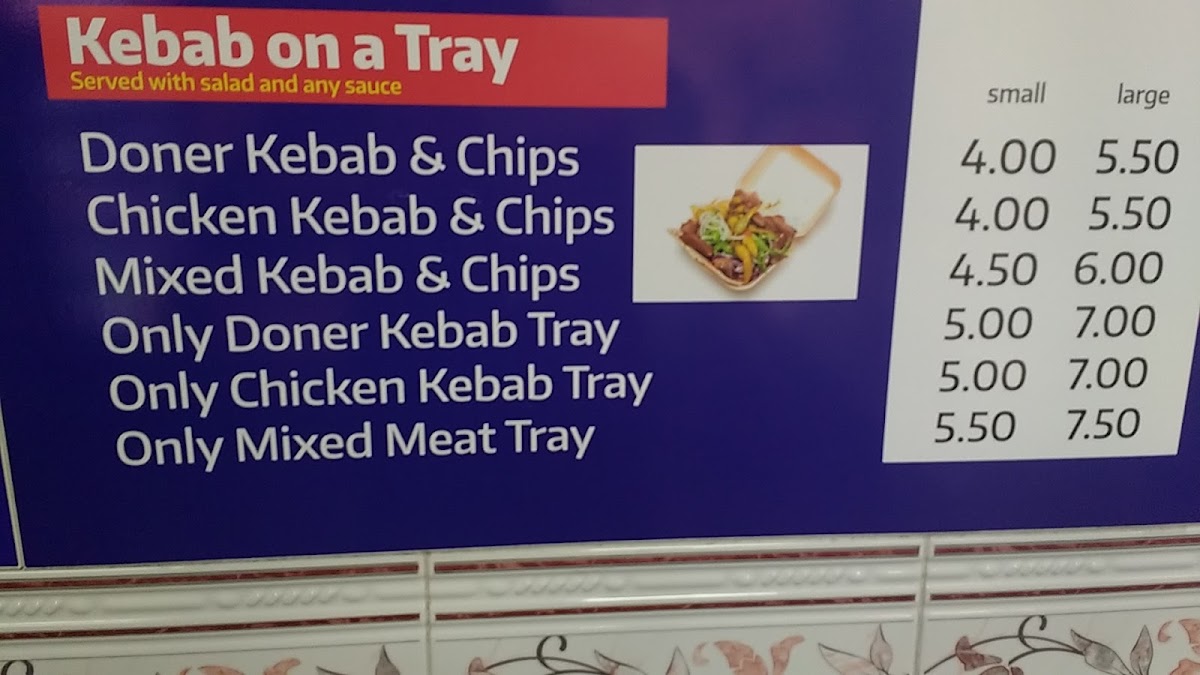 Kebab on a Tray
Served with salad and any sauce
small large
Doner Kebab & Chips 4.00 5.50
Chicken Kebab & Chips 4.00 5.50
Mixed Kebab & Chips 4.50 6.00
Only Doner Kebab Tray 5.00 7.00
Only Chicken Kebab Tray 5.00 7.00
Only Mixed Meat Tray 5.50 7.50